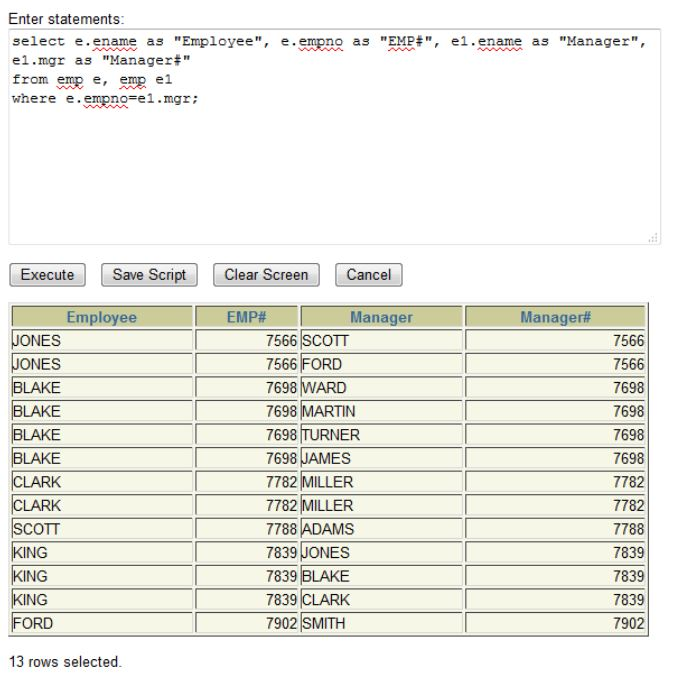 Enter statements:
select e.ename as "Employee", e.empno as "EMP#", e1.ename as "Manager",
e1.mgr as "Manager#"
from emp e, emp e1
where e.empno=e1.mgr;
Execute Save Script Clear Screen Cancel
Employee EMP# Manager Manager#
JONES 7566 SCOTT 7566
JONES 7566 FORD 7566
BLAKE 7698 WARD 7698
BLAKE 7698 MARTIN 7698
BLAKE 7698 TURNER 7698
BLAKE 7698 JAMES 7698
CLARK 7782 MILLER 7782
CLARK 7782 MILLER 7782
SCOTT 7788 ADAMS 7788
KING 7839 JONES 7839
KING 7839 BLAKE 7839
KING 7839 CLARK 7839
FORD 7902 SMITH 7902
13 rows selected.